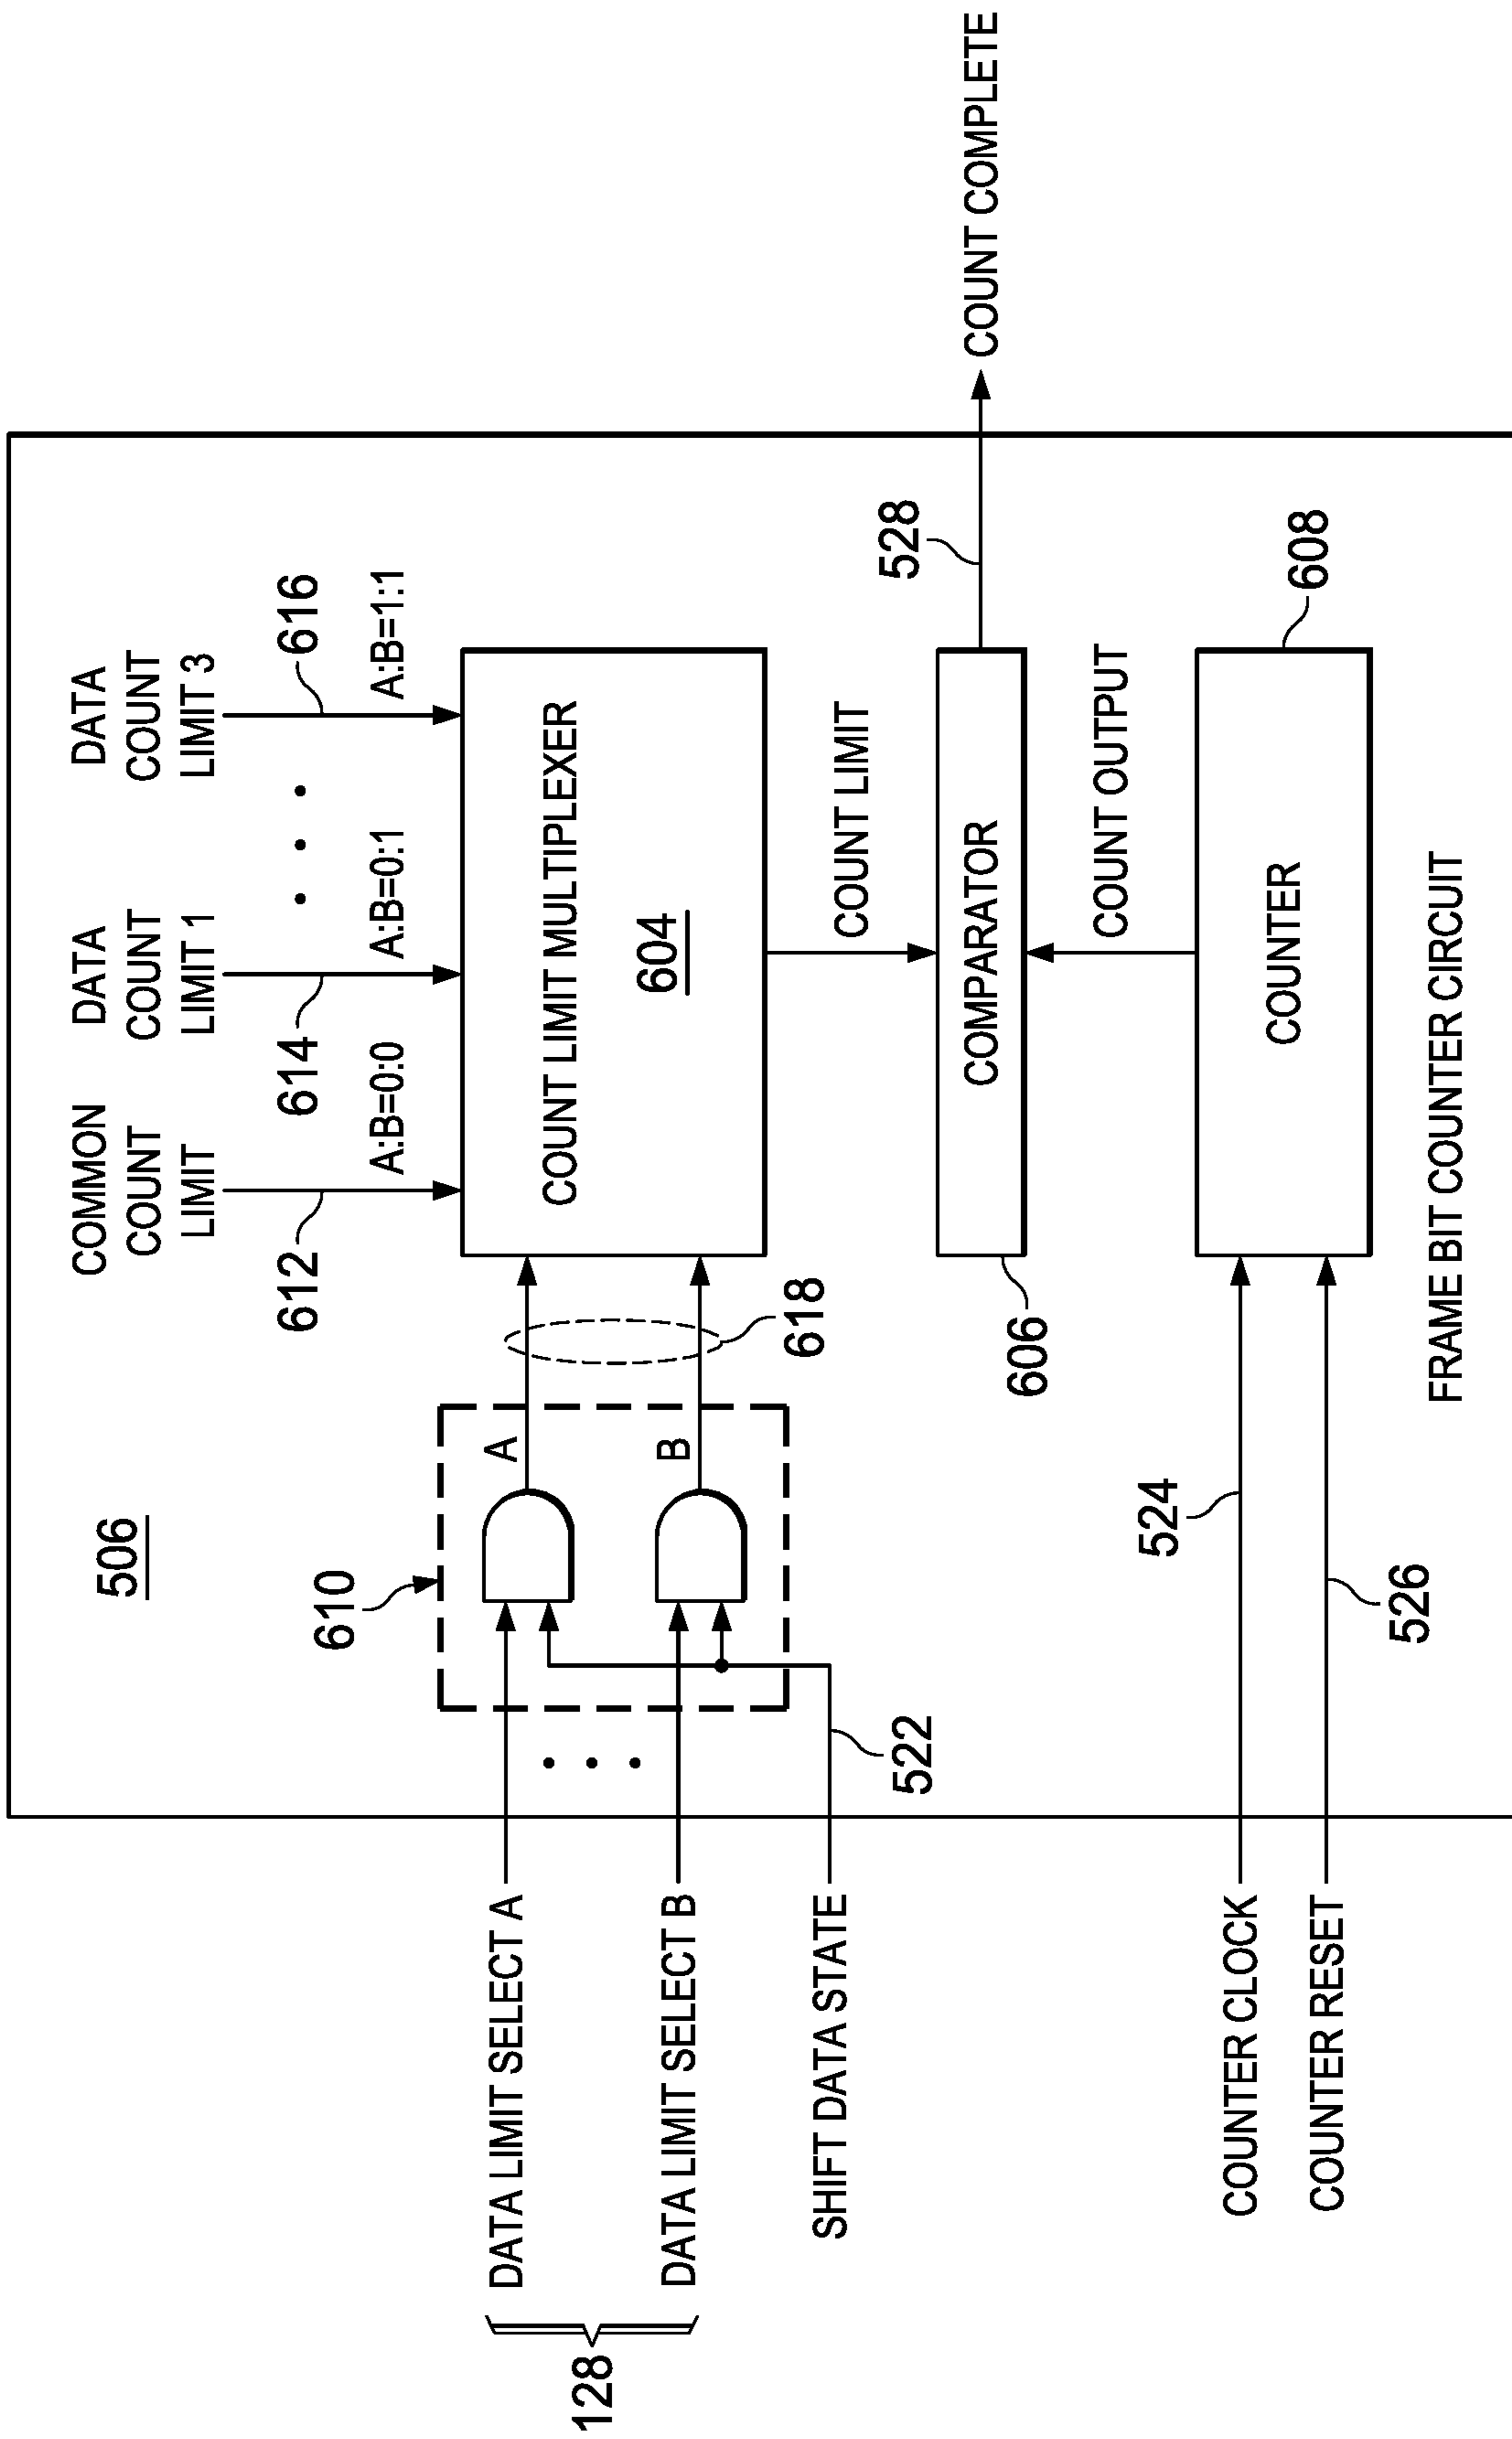 506
COMMON
COUNT
LIMIT
DATA
COUNT
LIMIT 1
DATA
COUNT
LIMIT 3
612
614
616
A:B=0:0
A:B=0:1
A:B=1:1
610
128
DATA LIMIT SELECT A
DATA LIMIT SELECT B
A
B
618
COUNT LIMIT MULTIPLEXER
604
SHIFT DATA STATE
522
COUNT LIMIT
528
COMPARATOR
606
COUNT COMPLETE
COUNT OUTPUT
524
COUNTER CLOCK
COUNTER RESET
526
COUNTER
608
FRAME BIT COUNTER CIRCUIT